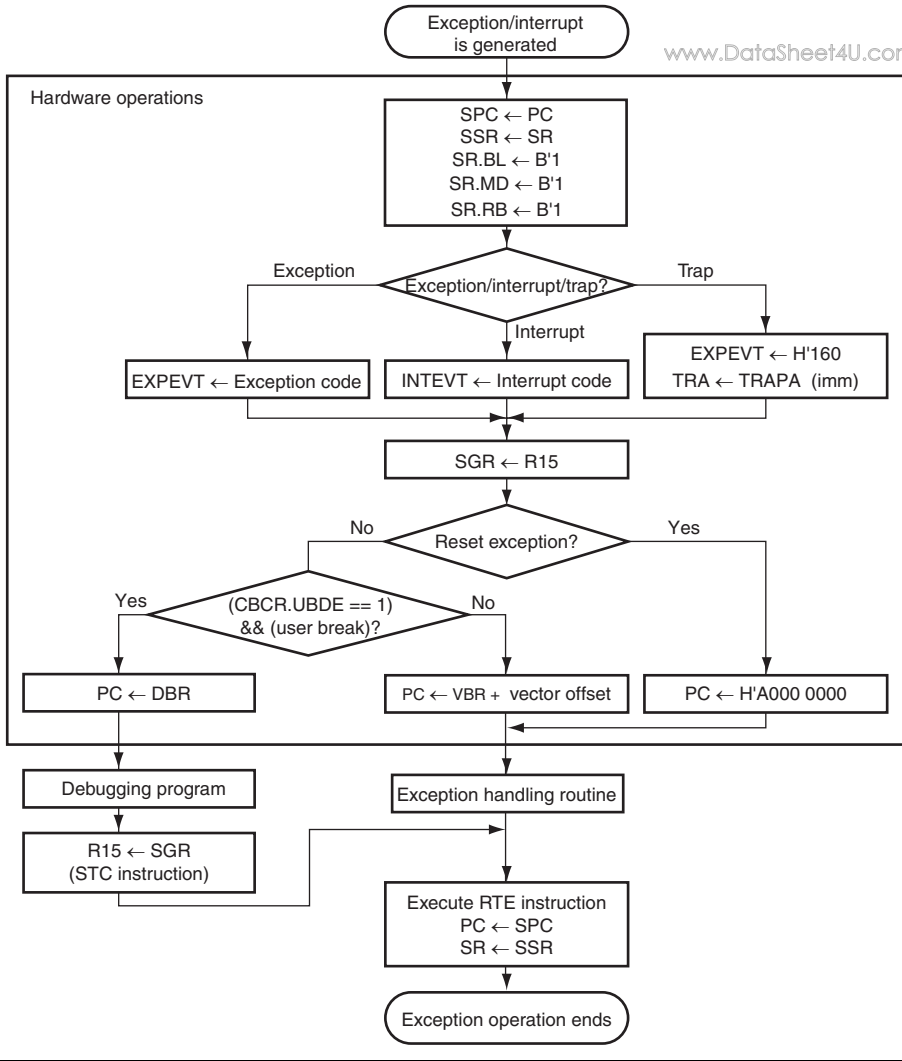 Exception/interrupt
is generated
www.DataSheet4U.com
Hardware operations
SPC ← PC
SSR ← SR
SR.BL ← B'1
SR.MD ← B'1
SR.RB ← B'1
Exception
Exception/interrupt/trap?
Trap
Interrupt
EXPEVT ← Exception code
INTEVT ← Interrupt code
EXPEVT ← H'160
TRA ← TRAPA (imm)
SGR ← R15
No
Reset exception?
Yes
Yes
(CBCR.UBDE == 1)
&& (user break)?
No
PC ← DBR
PC ← VBR + vector offset
PC ← H'A000 0000
Debugging program
Exception handling routine
R15 ← SGR
(STC instruction)
Execute RTE instruction
PC ← SPC
SR ← SSR
Exception operation ends